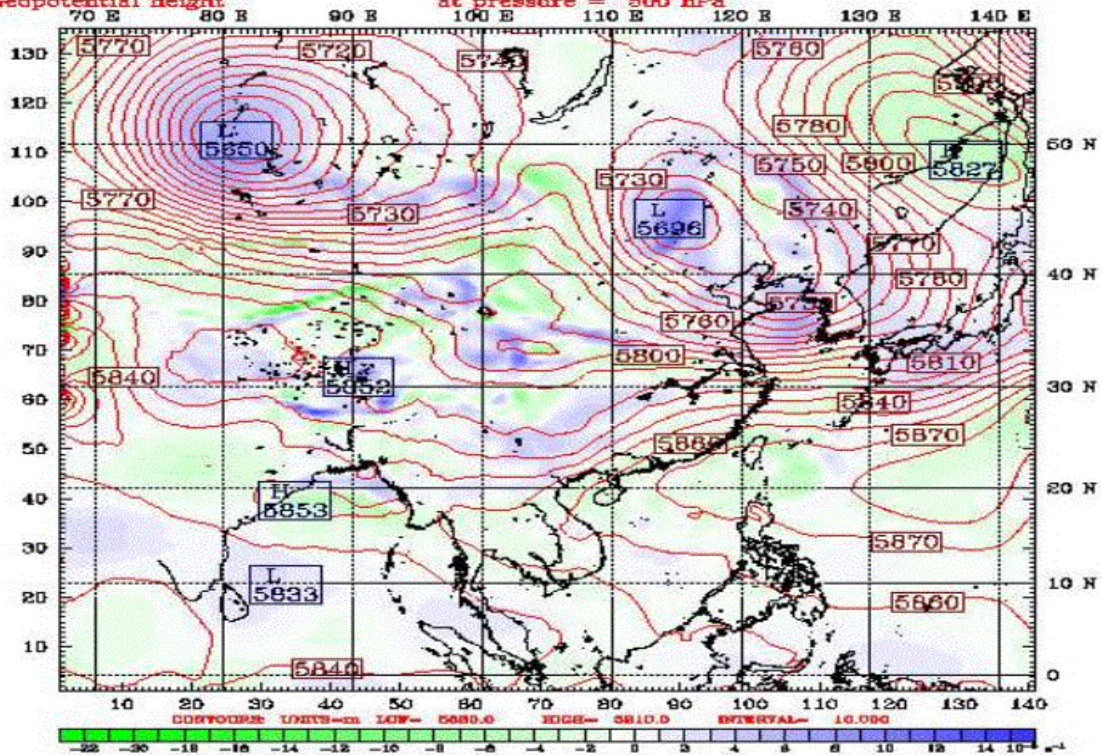 Geopotential Height at pressure = 500 hPa
70 E 80 E 90 E 100 E 110 E 120 E 130 E 140 E
5770 5720 5740 5760
130
120
5780
L
5650
110 50 N
5750 5800
5827
5730
100 5770 5730 L 5696 5740
90
5770
40 N
5780
80
5760
70 5800 5810
5840 5852
30 N
60 5840
50 5860 5870
H
5853
40 20 N
30 5870
L
5833
10 N
20 5860
10
5840 0
10 20 30 40 50 60 70 80 90 100 110 120 130 140
CONTOURS: UNITS=m LOW= HIGH= 5810.0 INTERVAL= 10.000
-22 -20 -18 -16 -14 -12 -10 -8 -6 -4 -2 0 2 4 6 8 10 12 14 16